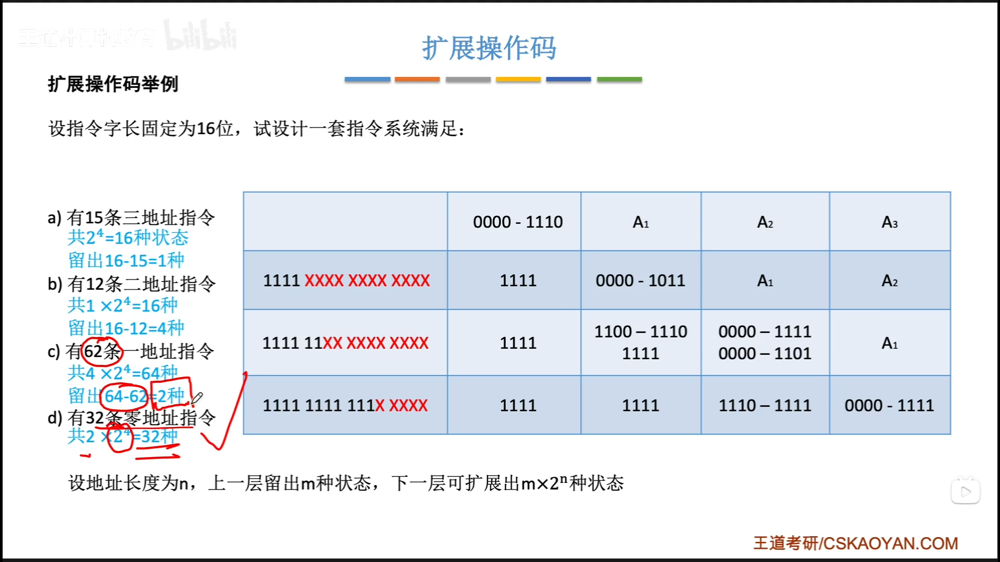 王道计算机教育 bilibili
扩展操作码
扩展操作码举例
设指令字长固定为16位，试设计一套指令系统满足：
a) 有15条三地址指令
共2⁴=16种状态
留出16-15=1种
b) 有12条二地址指令
共1 ×2⁴=16种
留出16-12=4种
c) 有62条一地址指令
共4 ×2⁴=64种
留出64-62=2种
d) 有32条零地址指令
共2 ×2⁴=32种
0000 - 1110 A₁ A₂ A₃
1111 XXXX XXXX XXXX 1111 0000 - 1011 A₁ A₂
1111 11XX XXXX XXXX 1111 1100 – 1110 0000 – 1111 A₁
1111 0000 – 1101
1111 1111 111X XXXX 1111 1111 1110 – 1111 0000 - 1111
设地址长度为n，上一层留出m种状态，下一层可扩展出m×2ⁿ种状态
王道考研/CSKAOYAN.COM